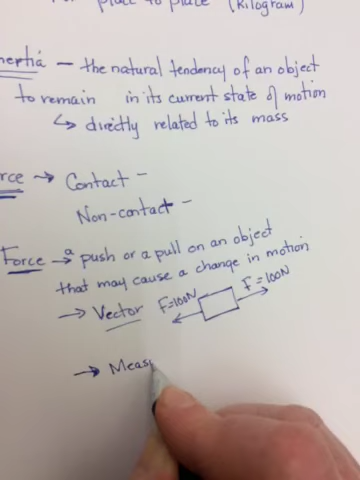 place to place (Kilogram)
nertia – the natural tendency of an object
to remain in its current state of motion
↳ directly related to its mass
rce → Contact –
Non-contact –
Force → a push or a pull on an object
that may cause a change in motion
→ Vector F=100N F=100N
→ Meas